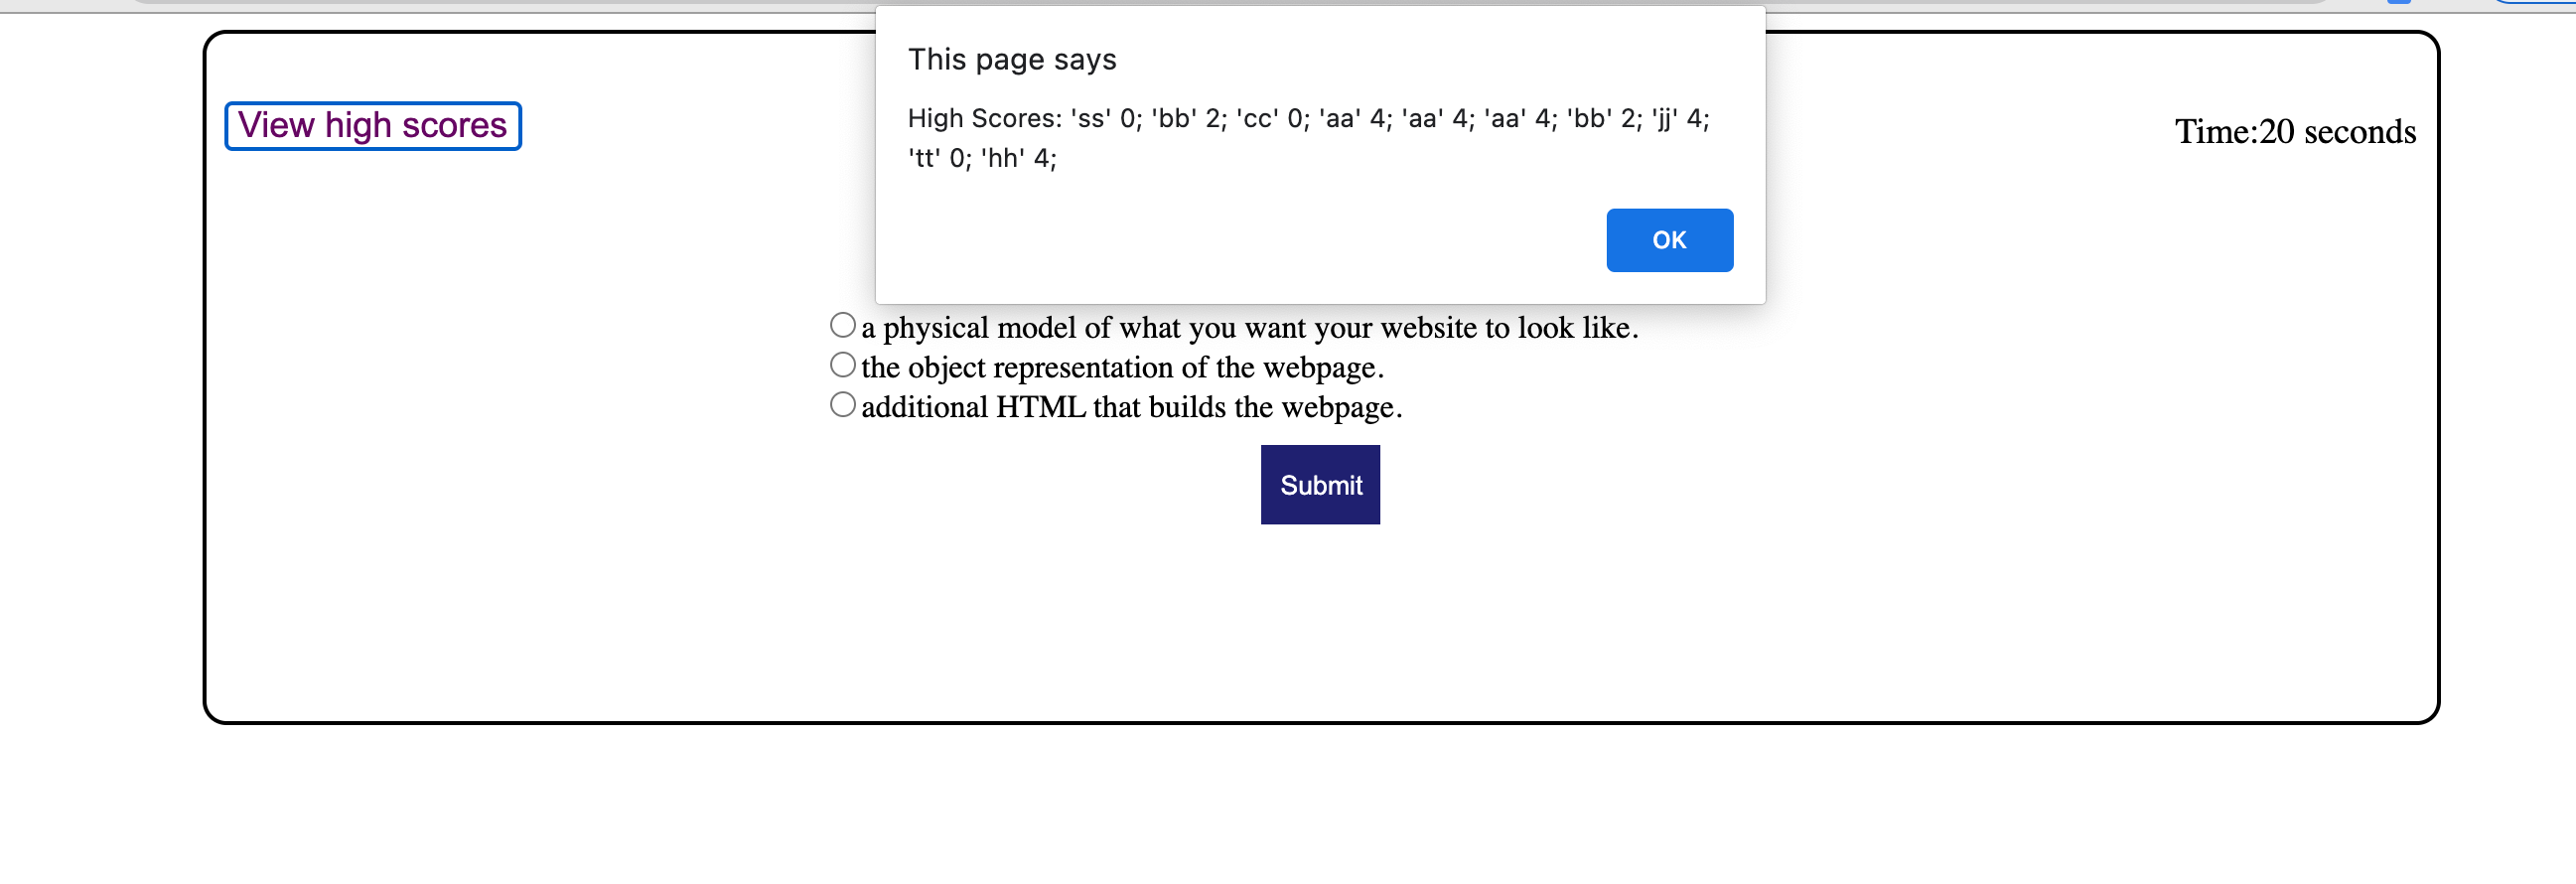 This page says
High Scores: 'ss' 0; 'bb' 2; 'cc' 0; 'aa' 4; 'aa' 4; 'aa' 4; 'bb' 2; 'jj' 4;
'tt' 0; 'hh' 4;
OK
View high scores
Time:20 seconds
a physical model of what you want your website to look like.
the object representation of the webpage.
additional HTML that builds the webpage.
Submit